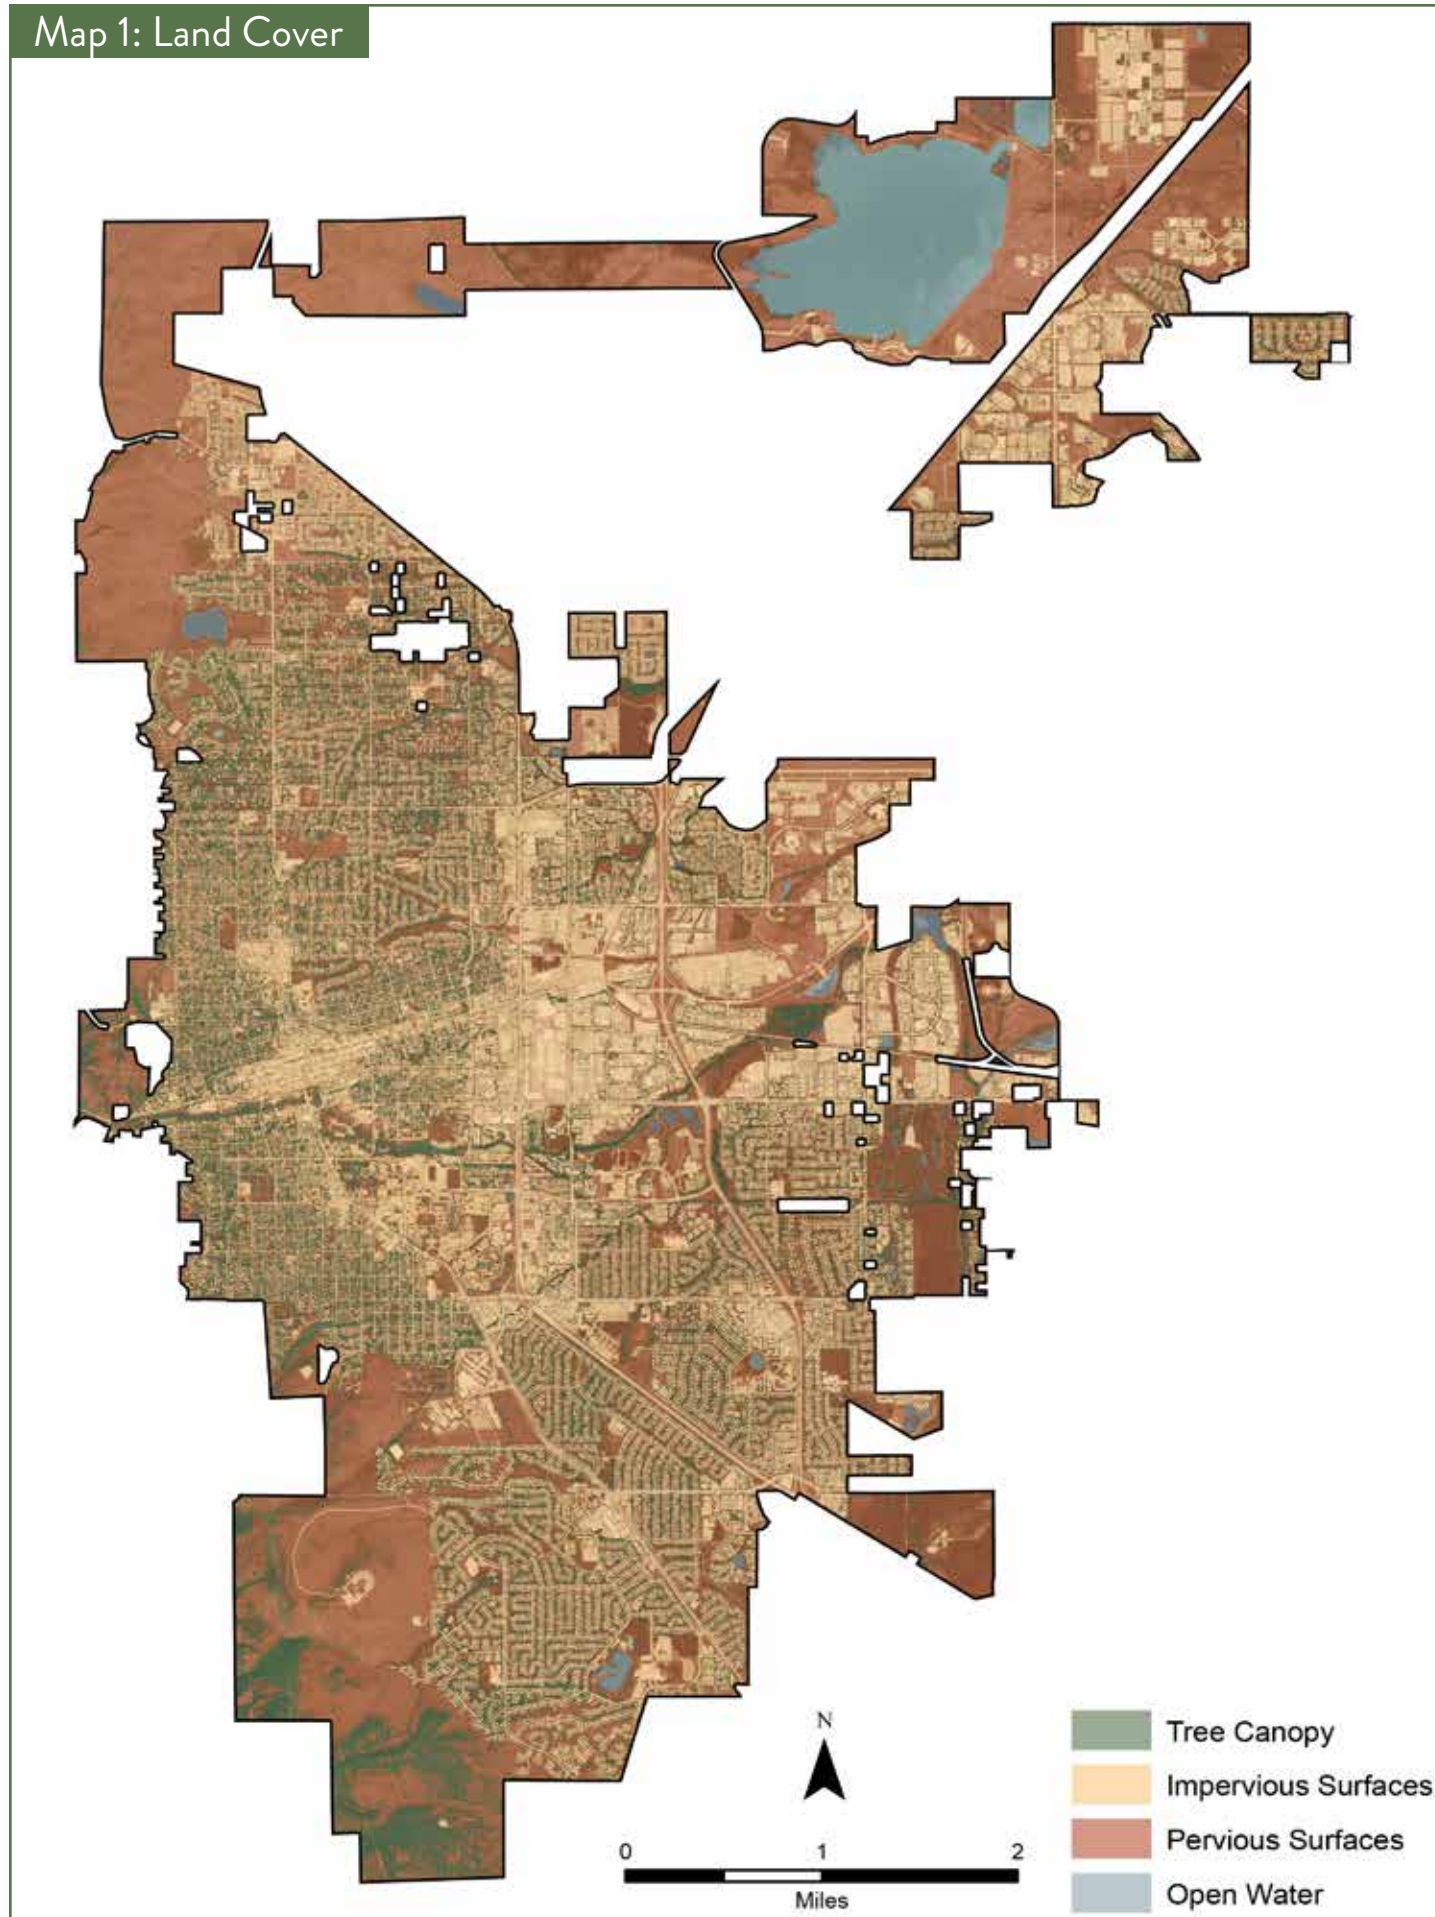 Map 1: Land Cover
N
0 1 2
Miles
Tree Canopy
Impervious Surfaces
Pervious Surfaces
Open Water